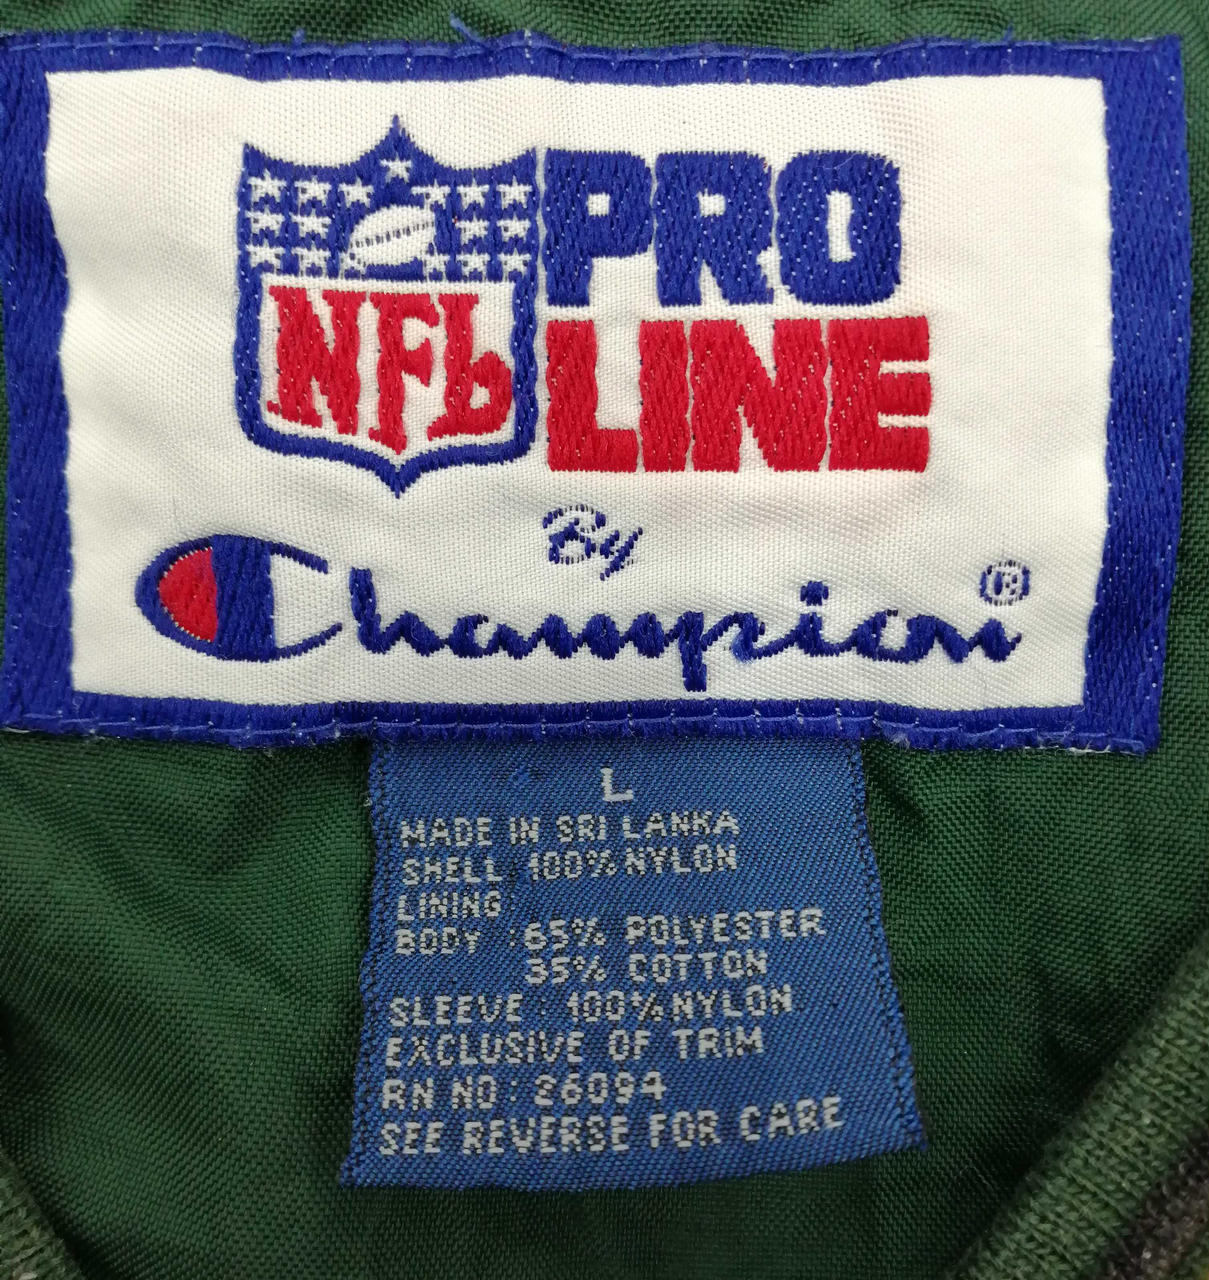 NFL
PRO
LINE
By
Champion®
L
MADE IN SRI LANKA
SHELL 100% NYLON
LINING
BODY :65% POLYESTER
35% COTTON
SLEEVE : 100% NYLON
EXCLUSIVE OF TRIM
RN NO: 26094
SEE REVERSE FOR CARE